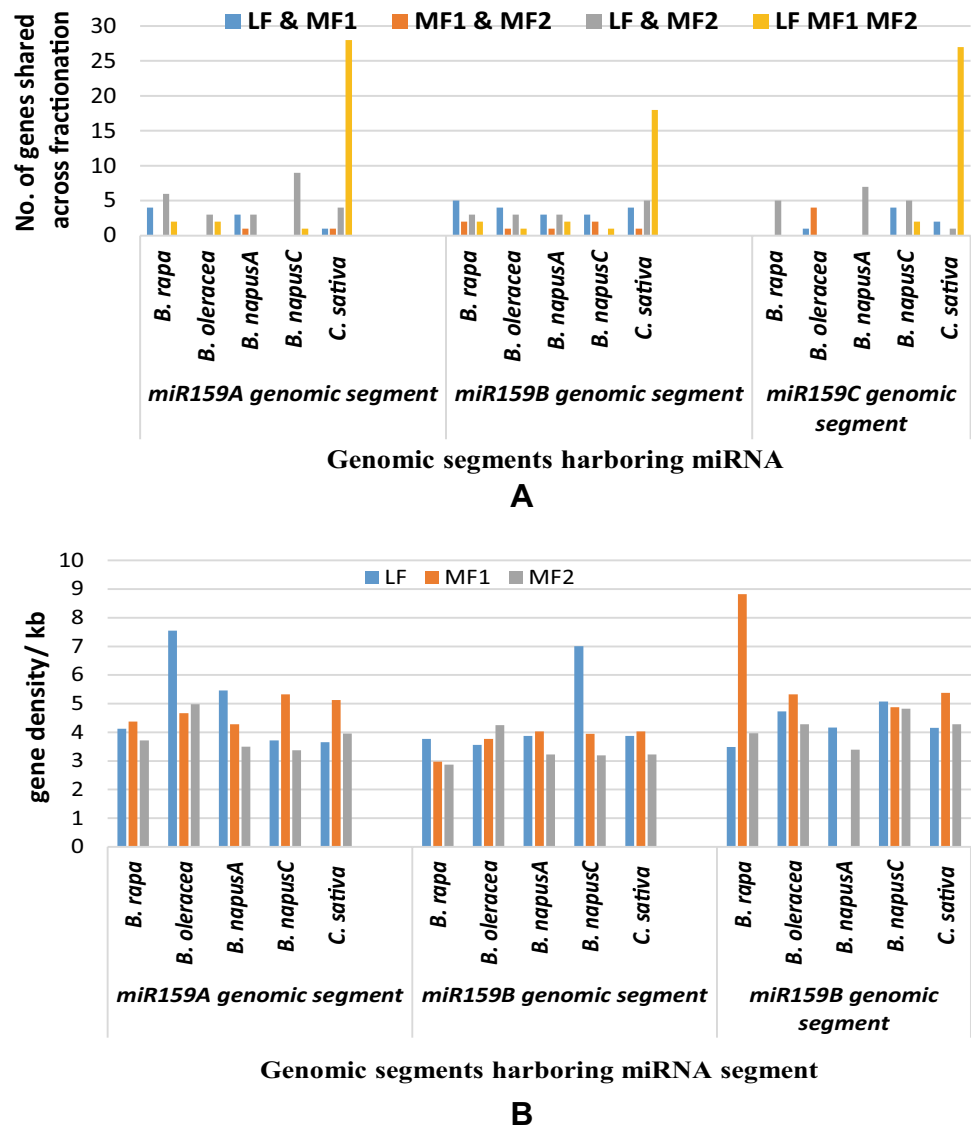 LF & MF1 MF1 & MF2 LF & MF2 LF MF1 MF2
No. of genes shared
across fractionation
30
25
20
15
10
5
0
B. rapa
B. oleracea
B. napusA
B. napusC
C. sativa
B. rapa
B. oleracea
B. napusA
B. napusC
C. sativa
B. rapa
B. oleracea
B. napusA
B. napusC
C. sativa
miR159A genomic segment
miR159B genomic segment
miR159C genomic
segment
Genomic segments harboring miRNA
A
LF MF1 MF2
gene density/ kb
10
9
8
7
6
5
4
3
2
1
0
B. rapa
B. oleracea
B. napusA
B. napusC
C. sativa
B. rapa
B. oleracea
B. napusA
B. napusC
C. sativa
B. rapa
B. oleracea
B. napusA
B. napusC
C. sativa
miR159A genomic segment
miR159B genomic segment
miR159B genomic
segment
Genomic segments harboring miRNA segment
B